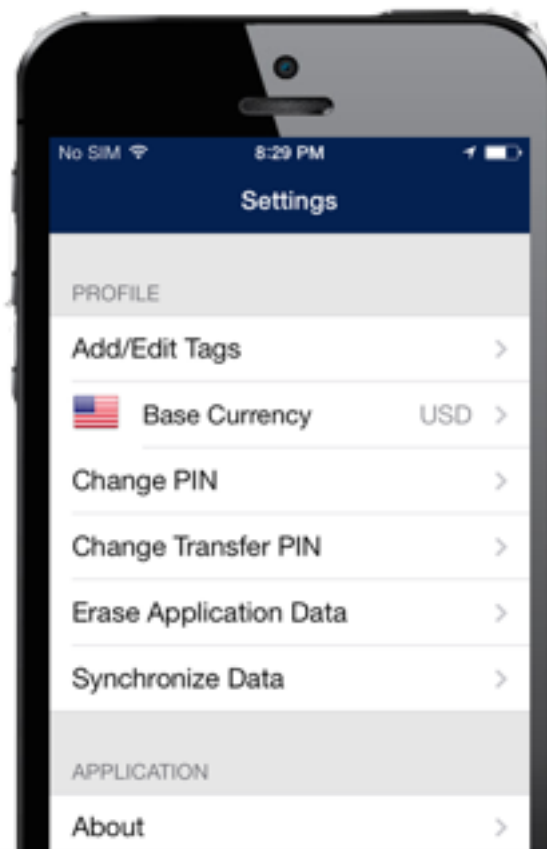 No SIM 8:29 PM
Settings
PROFILE
Add/Edit Tags
Base Currency USD
Change PIN
Change Transfer PIN
Erase Application Data
Synchronize Data
APPLICATION
About